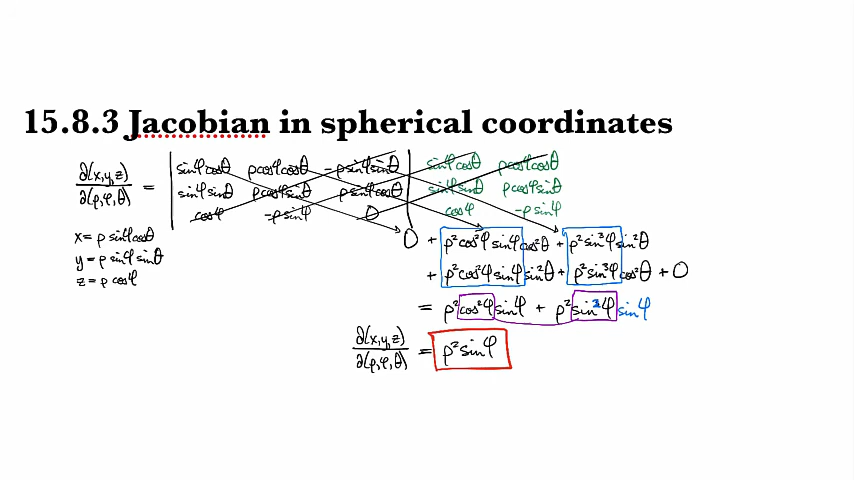 15.8.3 Jacobian in spherical coordinates
∂(x,y,z)/∂(ρ,φ,θ) = | sinφcosθ ρcosφcosθ -ρsinφsinθ | sinφcosθ ρcosφcosθ
sinφsinθ ρcosφsinθ ρsinφcosθ | sinφsinθ ρcosφsinθ
cosφ -ρsinφ 0 | cosφ -ρsinφ
x = ρ sinφ cosθ
y = ρ sinφ sinθ
z = ρ cosφ
0 + ρ²cos²φ sinφ cos²θ + ρ²sin³φ sin²θ
+ ρ²cos²φ sinφ sin²θ + ρ²sin³φ cos²θ + 0
= ρ²cos²φ sinφ + ρ²sin²φ sinφ
∂(x,y,z)/∂(ρ,φ,θ) = ρ²sinφ